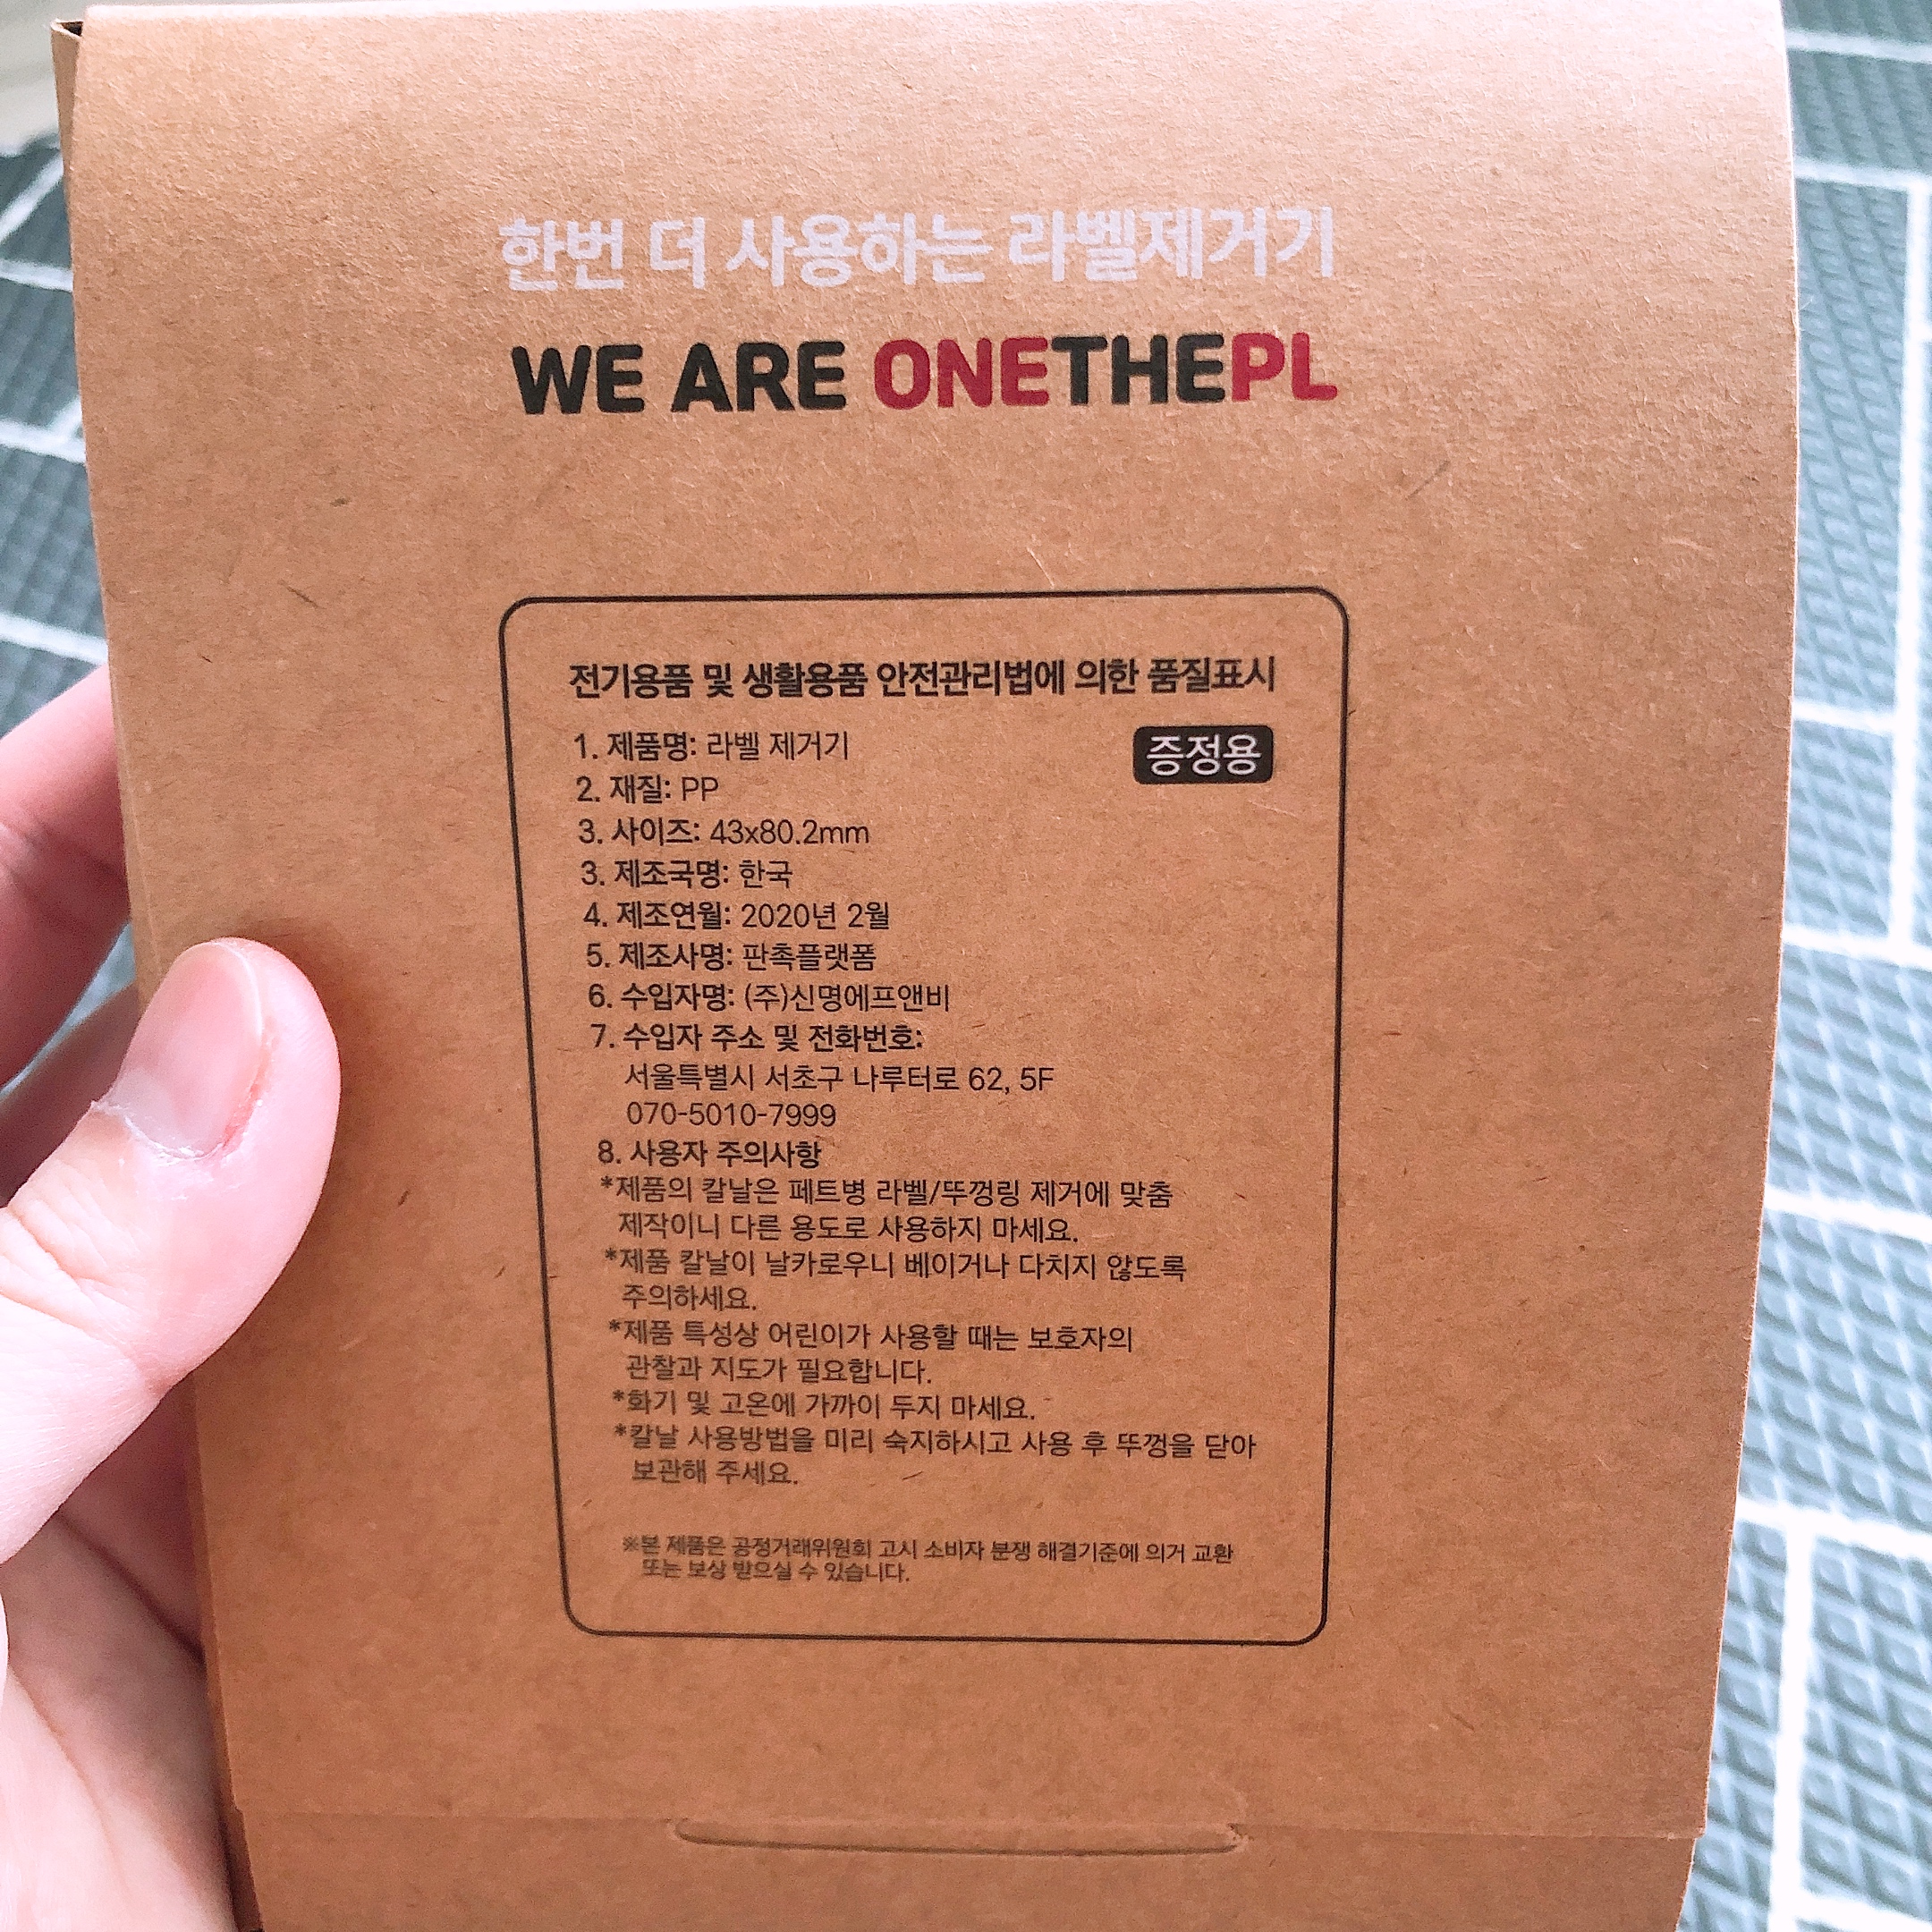 한번 더 사용하는 라벨제거기
WE ARE ONETHEPL
전기용품 및 생활용품 안전관리법에 의한 품질표시
증정용
1. 제품명: 라벨 제거기
2. 재질: PP
3. 사이즈: 43x80.2mm
3. 제조국명: 한국
4. 제조연월: 2020년 2월
5. 제조사명: 판촉플랫폼
6. 수입자명: (주)신명에프앤비
7. 수입자 주소 및 전화번호:
서울특별시 서초구 나루터로 62, 5F
070-5010-7999
8. 사용자 주의사항
*제품의 칼날은 페트병 라벨/뚜껑링 제거에 맞춤
제작이니 다른 용도로 사용하지 마세요.
*제품 칼날이 날카로우니 베이거나 다치지 않도록
주의하세요.
*제품 특성상 어린이가 사용할 때는 보호자의
관찰과 지도가 필요합니다.
*화기 및 고온에 가까이 두지 마세요.
*칼날 사용방법을 미리 숙지하시고 사용 후 뚜껑을 닫아
보관해 주세요.
※본 제품은 공정거래위원회 고시 소비자 분쟁 해결기준에 의거 교환
또는 보상 받으실 수 있습니다.